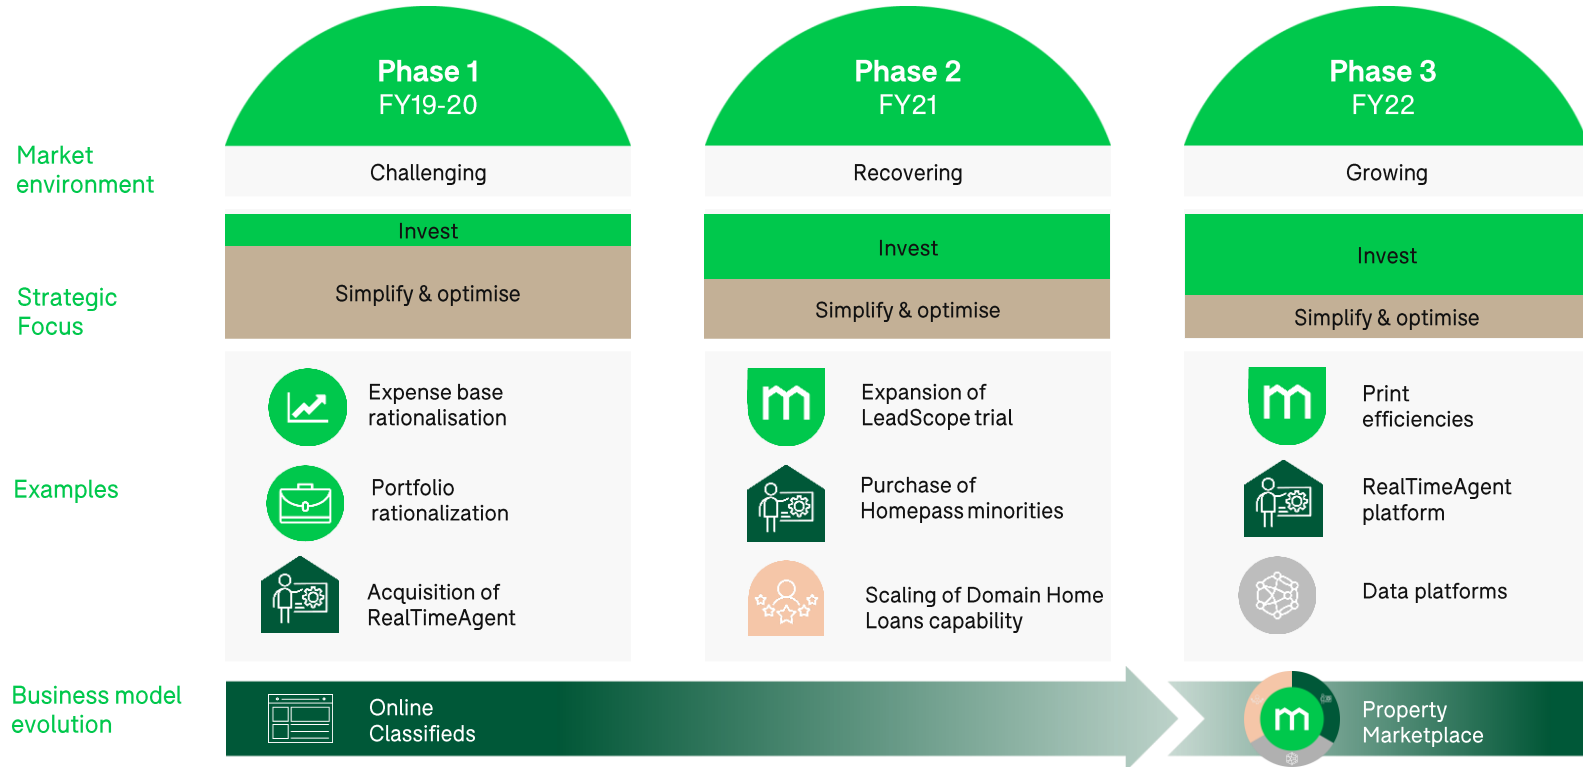 Phase 1
FY19-20
Phase 2
FY21
Phase 3
FY22
Market
environment
Challenging
Recovering
Growing
Strategic
Focus
Invest
Simplify & optimise
Invest
Simplify & optimise
Invest
Simplify & optimise
Examples
Expense base
rationalisation
Portfolio
rationalization
Acquisition of
RealTimeAgent
Expansion of
LeadScope trial
Purchase of
Homepass minorities
Scaling of Domain Home
Loans capability
Print
efficiencies
RealTimeAgent
platform
Data platforms
Business model
evolution
Online
Classifieds
Property
Marketplace